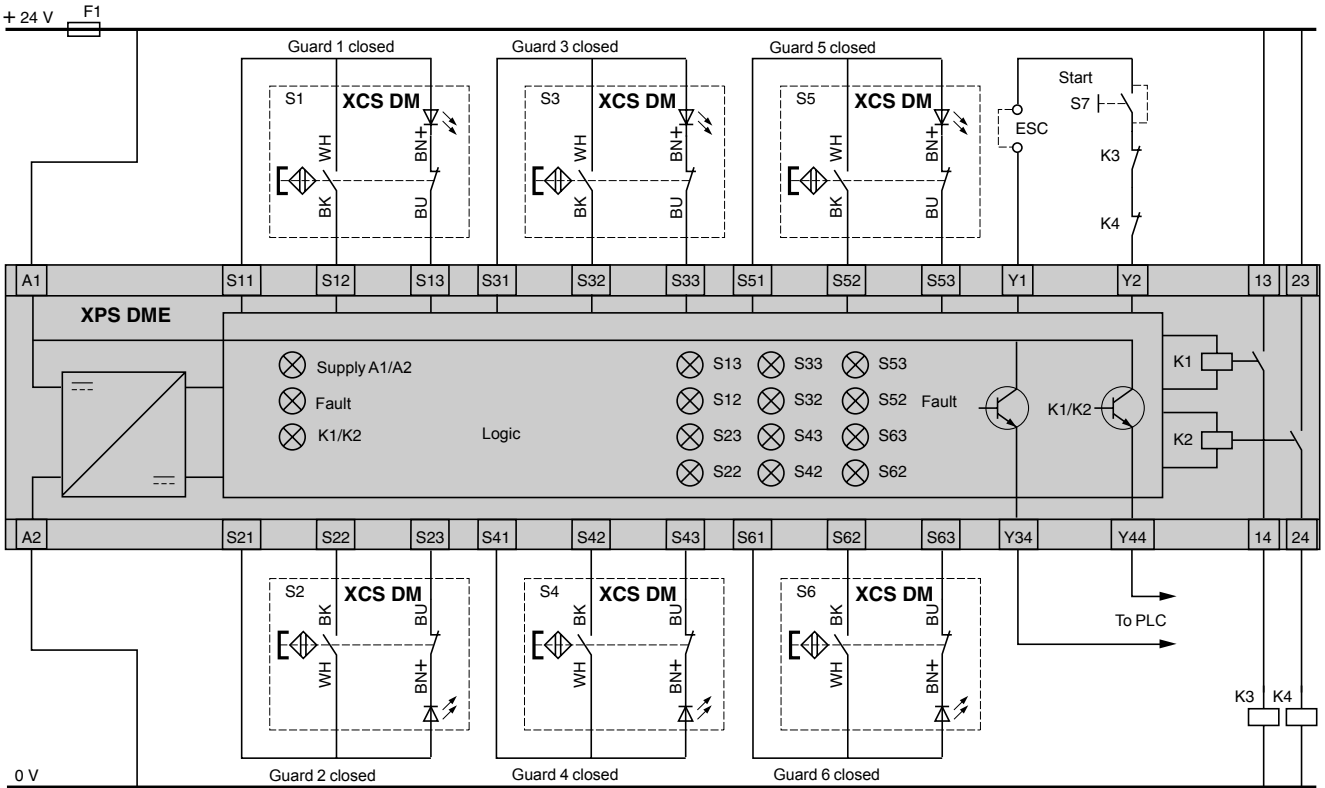 + 24 V F1
Guard 1 closed Guard 3 closed Guard 5 closed
Start
S1 XCS DM S3 XCS DM S5 XCS DM
S7
ESC
WH BN+ WH BN+ WH BN+
K3
BK BU BK BU BK BU
K4
A1 S11 S12 S13 S31 S32 S33 S51 S52 S53 Y1 Y2 13 23
XPS DME
Supply A1/A2 S13 S33 S53 K1
Fault S12 S32 S52 Fault K1/K2
K1/K2 Logic S23 S43 S63 K2
S22 S42 S62
A2 S21 S22 S23 S41 S42 S43 S61 S62 S63 Y34 Y44 14 24
S2 XCS DM S4 XCS DM S6 XCS DM
BK BU BK BU BK BU
To PLC
WH BN+ WH BN+ WH BN+
K3 K4
0 V Guard 2 closed Guard 4 closed Guard 6 closed